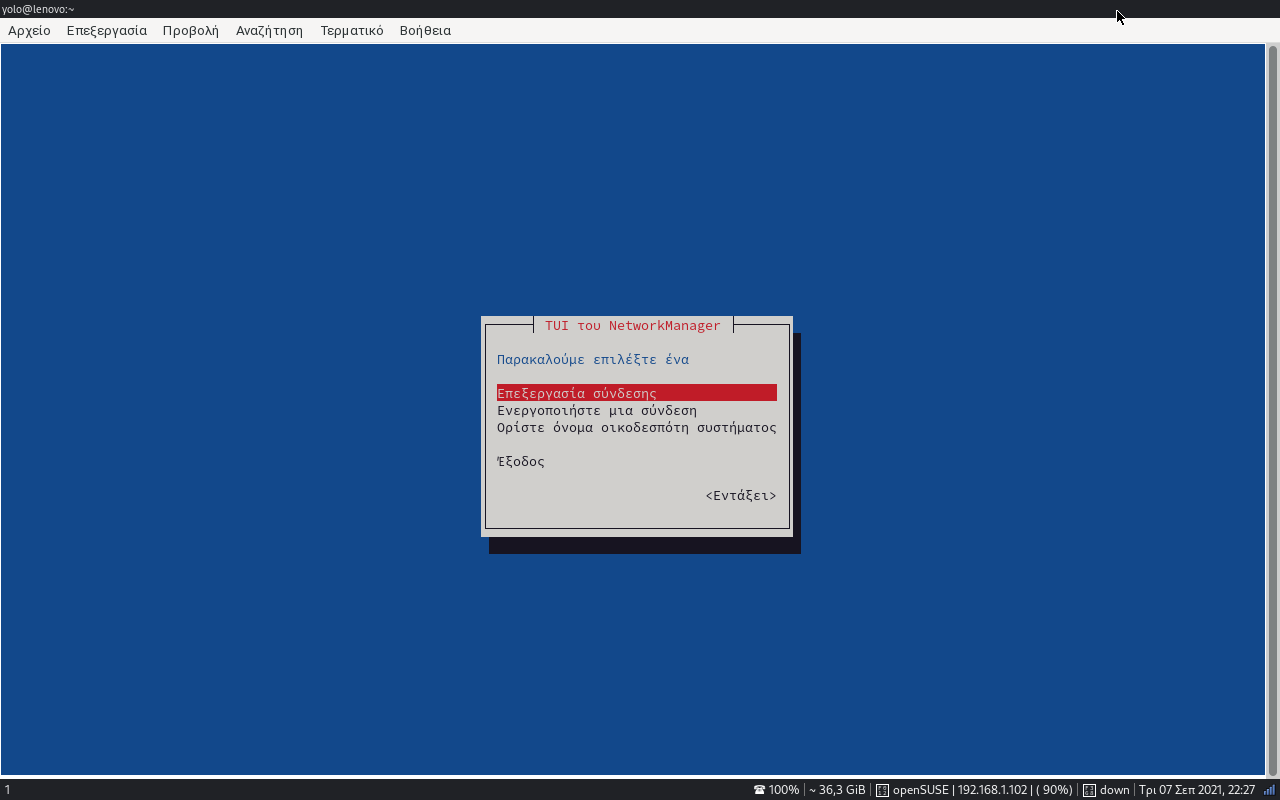 yolo@lenovo:~
Αρχείο Επεξεργασία Προβολή Αναζήτηση Τερματικό Βοήθεια
TUI του NetworkManager
Παρακαλούμε επιλέξτε ένα
Επεξεργασία σύνδεσης
Ενεργοποιήστε μια σύνδεση
Ορίστε όνομα οικοδεσπότη συστήματος
Έξοδος
<Εντάξει>
1 ☎ 100% ~ 36,3 GiB openSUSE | 192.168.1.102 | ( 90%) down Τρι 07 Σεπ 2021, 22:27